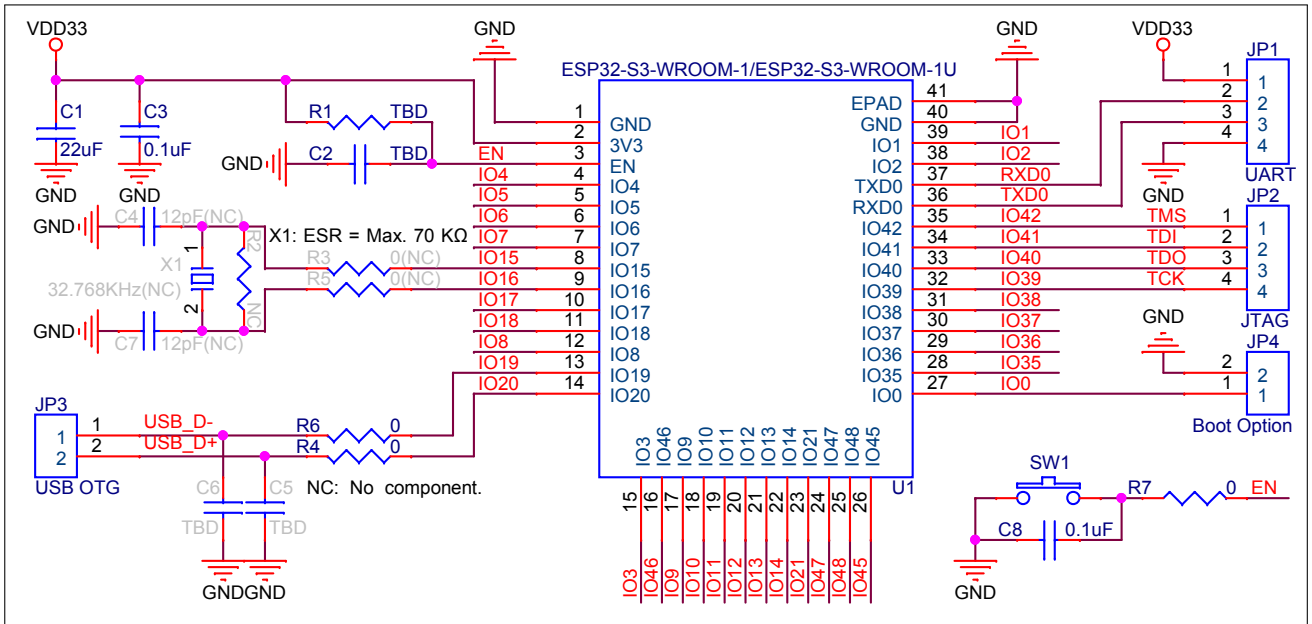 VDD33
GND
GND
VDD33
JP1
ESP32-S3-WROOM-1/ESP32-S3-WROOM-1U
C1
22uF
GND
C3
0.1uF
GND
R1 TBD
GND C2 TBD
EN
IO4
IO5
IO6
IO7
IO15
IO16
IO17
IO18
IO8
IO19
IO20
1 GND
2 3V3
3 EN
4 IO4
5 IO5
6 IO6
7 IO7
8 IO15
9 IO16
10 IO17
11 IO18
12 IO8
13 IO19
14 IO20
EPAD 41
GND 40
IO1 39 IO1
IO2 38 IO2
TXD0 37 RXD0
RXD0 36 TXD0
IO42 35 IO42 TMS
IO41 34 IO41 TDI
IO40 33 IO40 TDO
IO39 32 IO39 TCK
IO38 31 IO38
IO37 30 IO37
IO36 29 IO36
IO35 28 IO35
IO0 27 IO0
1 1
2 2
3 3
4 4
GND
UART
JP2
1 1
2 2
3 3
4 4
JTAG
GND
JP4
2 2
1 1
Boot Option
GND C4 12pF(NC)
X1: ESR = Max. 70 KΩ
1
X1
32.768KHz(NC)
2
R2
NC
R3 0(NC)
R5 0(NC)
GND C7 12pF(NC)
JP3
1 1 USB_D-
2 2 USB_D+
USB OTG
R6 0
R4 0
C6
TBD
C5
TBD
GND
GND
NC: No component.
IO3 IO46 IO9 IO10 IO11 IO12 IO13 IO14 IO21 IO47 IO48 IO45
U1
15 16 17 18 19 20 21 22 23 24 25 26
IO3 IO46 IO9 IO10 IO11 IO12 IO13 IO14 IO21 IO47 IO48 IO45
SW1
R7 0 EN
C8 0.1uF
GND